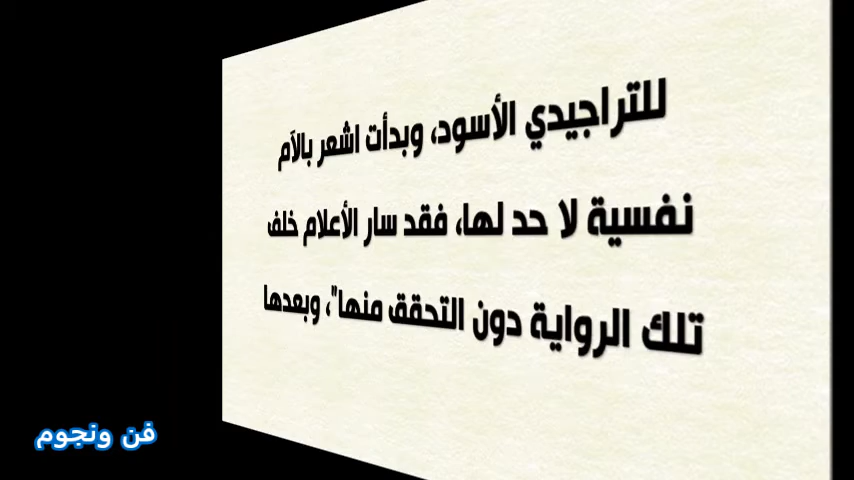 للتراجيدي الأسود، وبدأت اشعر بالآم
نفسية لا حد لها، فقد سار الأعلام خلف
تلك الرواية دون التحقق منها"، وبعدها
فن ونجوم